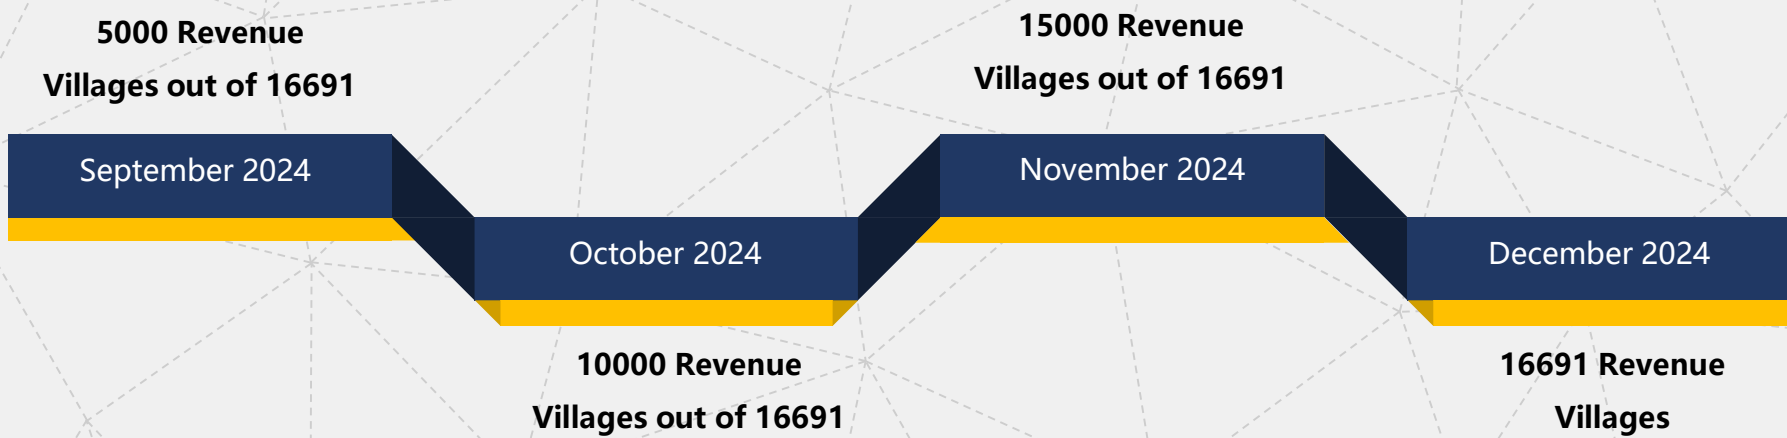 5000 Revenue
Villages out of 16691
September 2024
October 2024
10000 Revenue
Villages out of 16691
15000 Revenue
Villages out of 16691
November 2024
December 2024
16691 Revenue
Villages